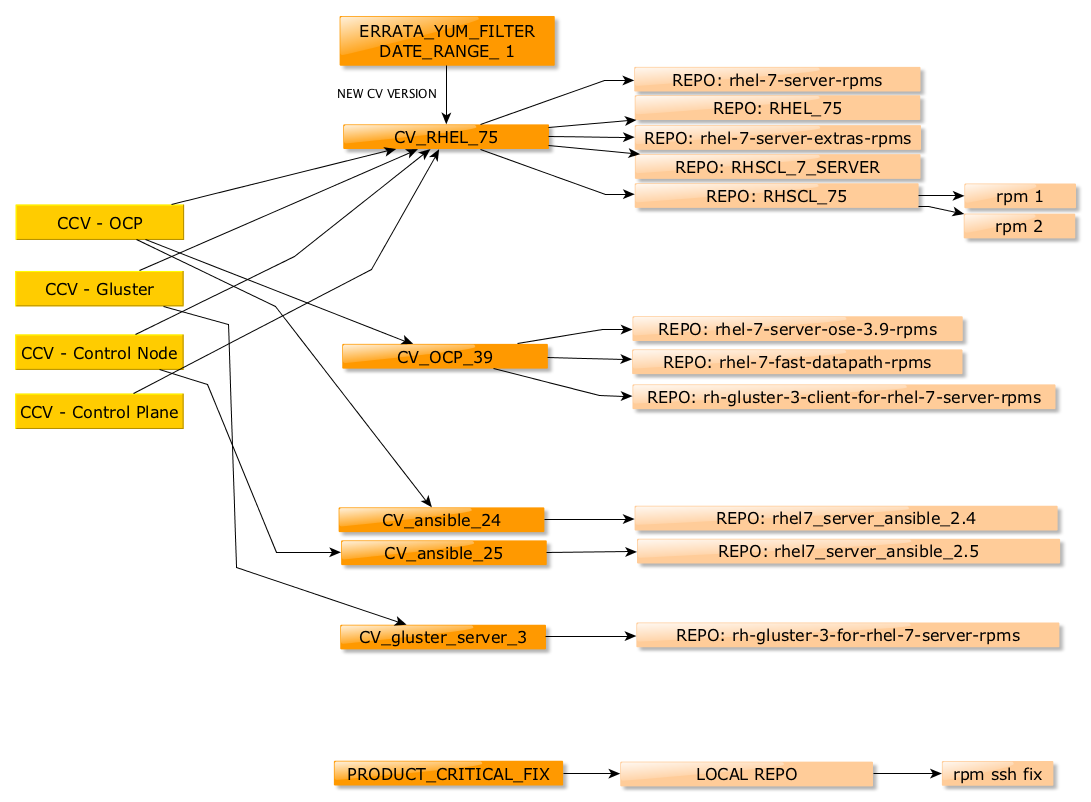 ERRATA_YUM_FILTER
DATE_RANGE_ 1
NEW CV VERSION
CV_RHEL_75
REPO: rhel-7-server-rpms
REPO: RHEL_75
REPO: rhel-7-server-extras-rpms
REPO: RHSCL_7_SERVER
REPO: RHSCL_75
rpm 1
rpm 2
CCV - OCP
CCV - Gluster
CCV - Control Node
CCV - Control Plane
CV_OCP_39
REPO: rhel-7-server-ose-3.9-rpms
REPO: rhel-7-fast-datapath-rpms
REPO: rh-gluster-3-client-for-rhel-7-server-rpms
CV_ansible_24
REPO: rhel7_server_ansible_2.4
CV_ansible_25
REPO: rhel7_server_ansible_2.5
CV_gluster_server_3
REPO: rh-gluster-3-for-rhel-7-server-rpms
PRODUCT_CRITICAL_FIX
LOCAL REPO
rpm ssh fix